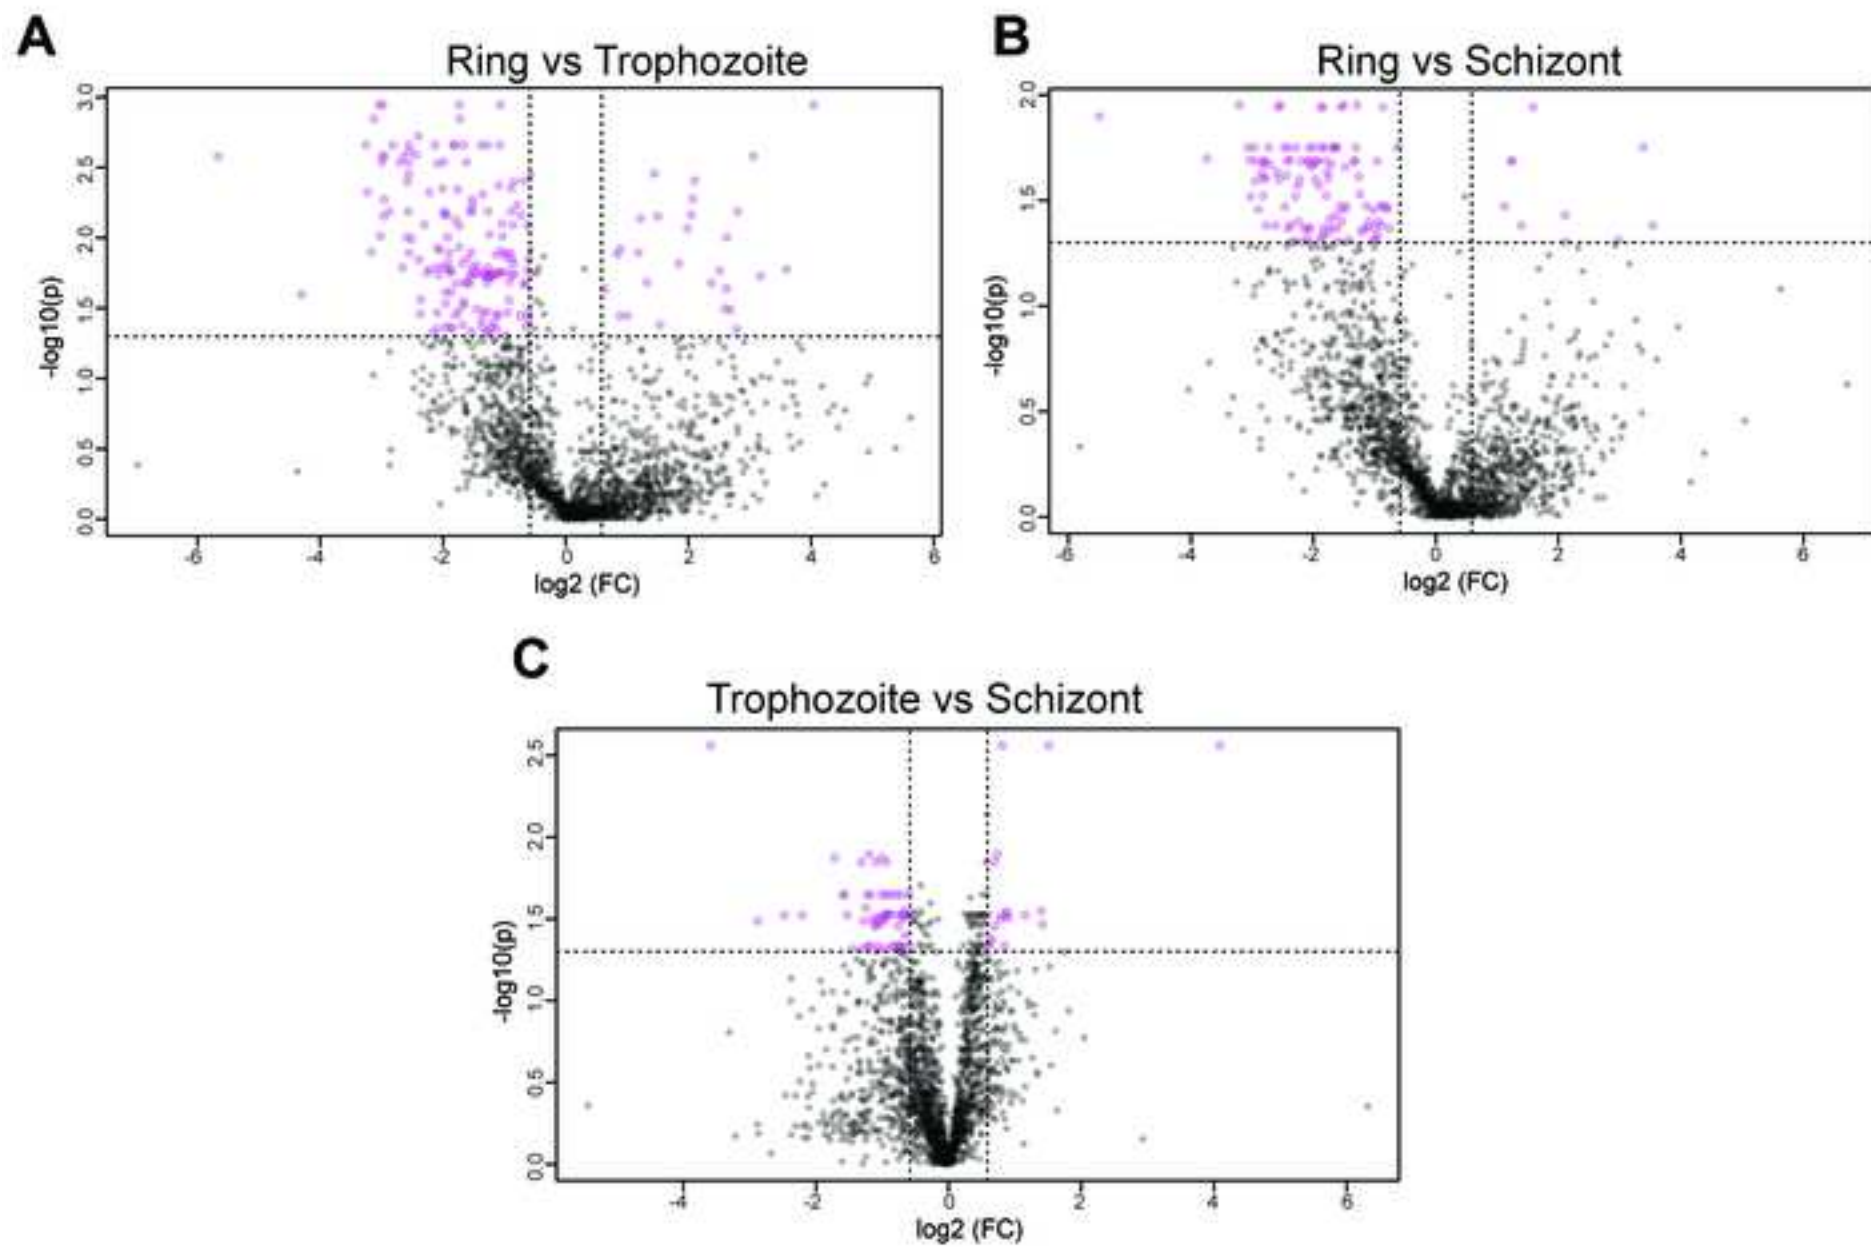 A
Ring vs Trophozoite
-log10(p)
3.0
2.5
2.0
1.5
1.0
0.5
0.0
-6 -4 -2 0 2 4 6
log2 (FC)
B
Ring vs Schizont
-log10(p)
2.0
1.5
1.0
0.5
0.0
-6 -4 -2 0 2 4 6
log2 (FC)
C
Trophozoite vs Schizont
-log10(p)
2.5
2.0
1.5
1.0
0.5
0.0
-4 -2 0 2 4 6
log2 (FC)